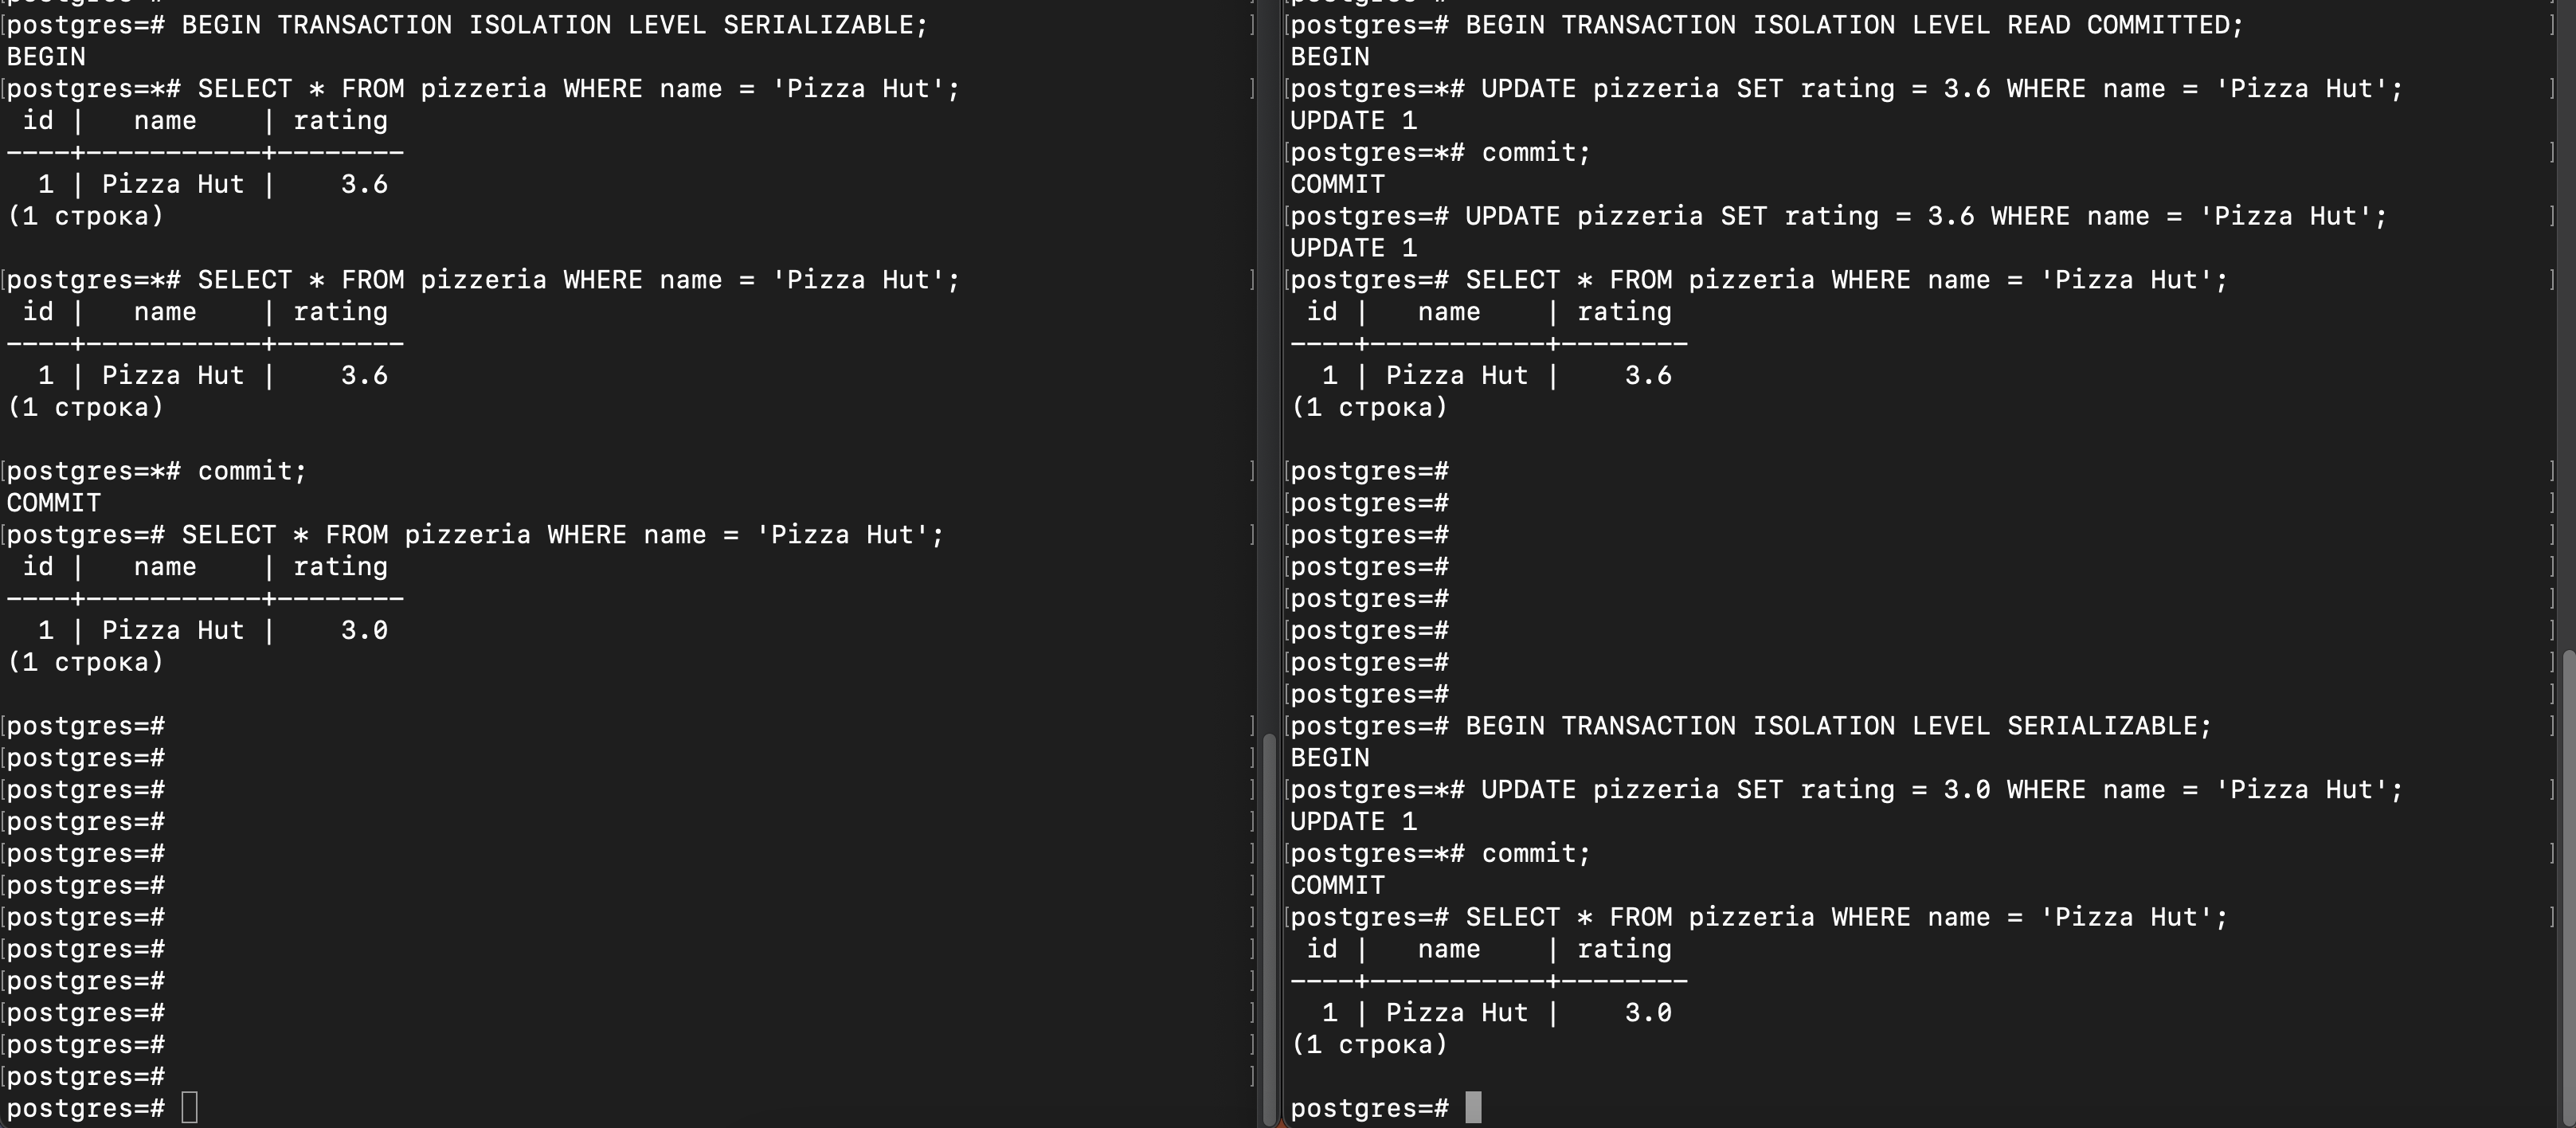 postgres=# BEGIN TRANSACTION ISOLATION LEVEL SERIALIZABLE;
BEGIN
postgres=*# SELECT * FROM pizzeria WHERE name = 'Pizza Hut';
 id |   name    | rating
----+-----------+--------
  1 | Pizza Hut |    3.6
(1 строка)

postgres=*# SELECT * FROM pizzeria WHERE name = 'Pizza Hut';
 id |   name    | rating
----+-----------+--------
  1 | Pizza Hut |    3.6
(1 строка)

postgres=*# commit;
COMMIT
postgres=# SELECT * FROM pizzeria WHERE name = 'Pizza Hut';
 id |   name    | rating
----+-----------+--------
  1 | Pizza Hut |    3.0
(1 строка)

postgres=#
postgres=#
postgres=#
postgres=#
postgres=#
postgres=#
postgres=#
postgres=#
postgres=#
postgres=#
postgres=#
postgres=#
postgres=#
postgres=# BEGIN TRANSACTION ISOLATION LEVEL READ COMMITTED;
BEGIN
postgres=*# UPDATE pizzeria SET rating = 3.6 WHERE name = 'Pizza Hut';
UPDATE 1
postgres=*# commit;
COMMIT
postgres=# UPDATE pizzeria SET rating = 3.6 WHERE name = 'Pizza Hut';
UPDATE 1
postgres=# SELECT * FROM pizzeria WHERE name = 'Pizza Hut';
 id |   name    | rating
----+-----------+--------
  1 | Pizza Hut |    3.6
(1 строка)

postgres=#
postgres=#
postgres=#
postgres=#
postgres=#
postgres=#
postgres=#
postgres=#
postgres=# BEGIN TRANSACTION ISOLATION LEVEL SERIALIZABLE;
BEGIN
postgres=*# UPDATE pizzeria SET rating = 3.0 WHERE name = 'Pizza Hut';
UPDATE 1
postgres=*# commit;
COMMIT
postgres=# SELECT * FROM pizzeria WHERE name = 'Pizza Hut';
 id |   name    | rating
----+-----------+--------
  1 | Pizza Hut |    3.0
(1 строка)

postgres=#